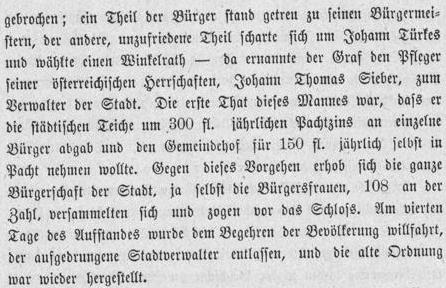 gebrochen; ein Theil der Bürger stand getreu zu seinen Bürgermei-
stern, der andere, unzufriedene Theil scharte sich um Johann Türkes
und wählte einen Winkelrath — da ernannte der Graf den Pfleger
seiner österreichischen Herrschaften, Johann Thomas Sieber, zum
Verwalter der Stadt. Die erste That dieses Mannes war, dass er
die städtischen Teiche um 300 fl. jährlichen Pachtzins an einzelne
Bürger abgab und den Gemeindehof für 150 fl. jährlich selbst in
Pacht nehmen wollte. Gegen dieses Vorgehen erhob sich die ganze
Bürgerschaft der Stadt, ja selbst die Bürgersfrauen, 108 an der
Zahl, versammelten sich und zogen vor das Schloss. Am vierten
Tage des Aufstandes wurde dem Begehren der Bevölkerung willfahrt,
der aufgedrungene Stadtverwalter entlassen, und die alte Ordnung
war wieder hergestellt.